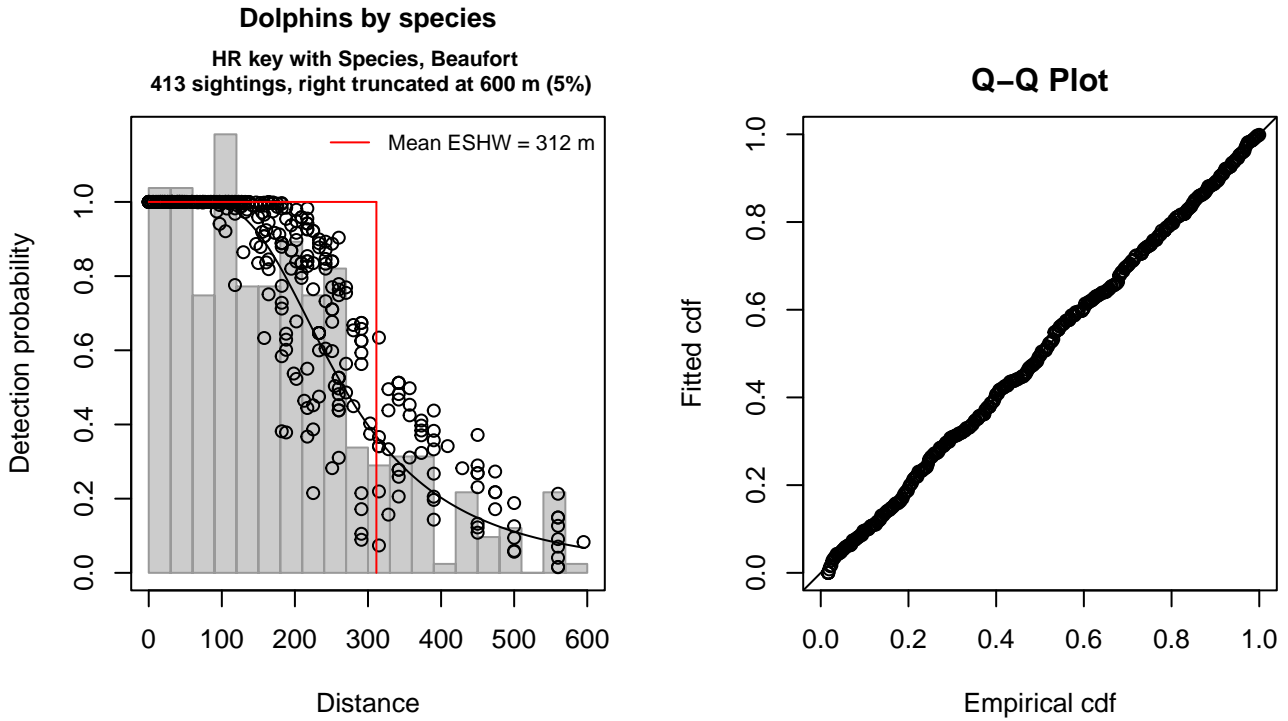 Dolphins by species
HR key with Species, Beaufort
413 sightings, right truncated at 600 m (5%)
Mean ESHW = 312 m
Detection probability
0.0 0.2 0.4 0.6 0.8 1.0
0 100 200 300 400 500 600
Distance
Q−Q Plot
Fitted cdf
0.0 0.2 0.4 0.6 0.8 1.0
0.0 0.2 0.4 0.6 0.8 1.0
Empirical cdf